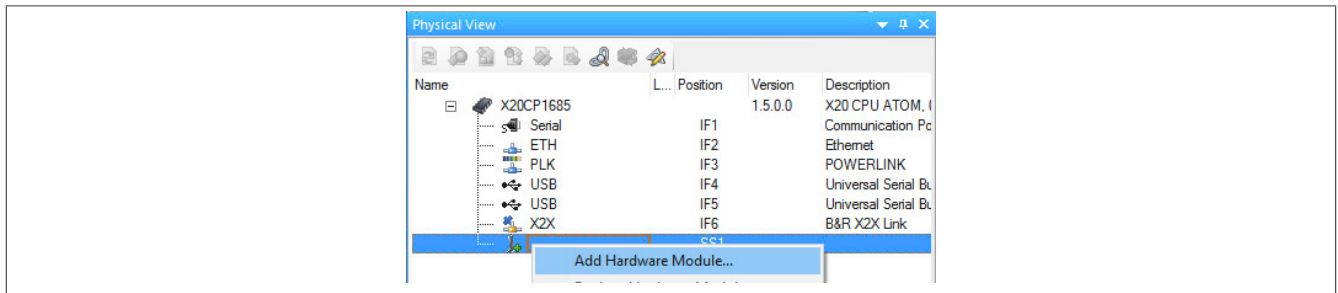 Physical View
Name L... Position Version Description
X20CP1685 1.5.0.0 X20 CPU ATOM,
Serial IF1 Communication Po
ETH IF2 Ethernet
PLK IF3 POWERLINK
USB IF4 Universal Serial Bu
USB IF5 Universal Serial Bu
X2X IF6 B&R X2X Link
SS1
Add Hardware Module...